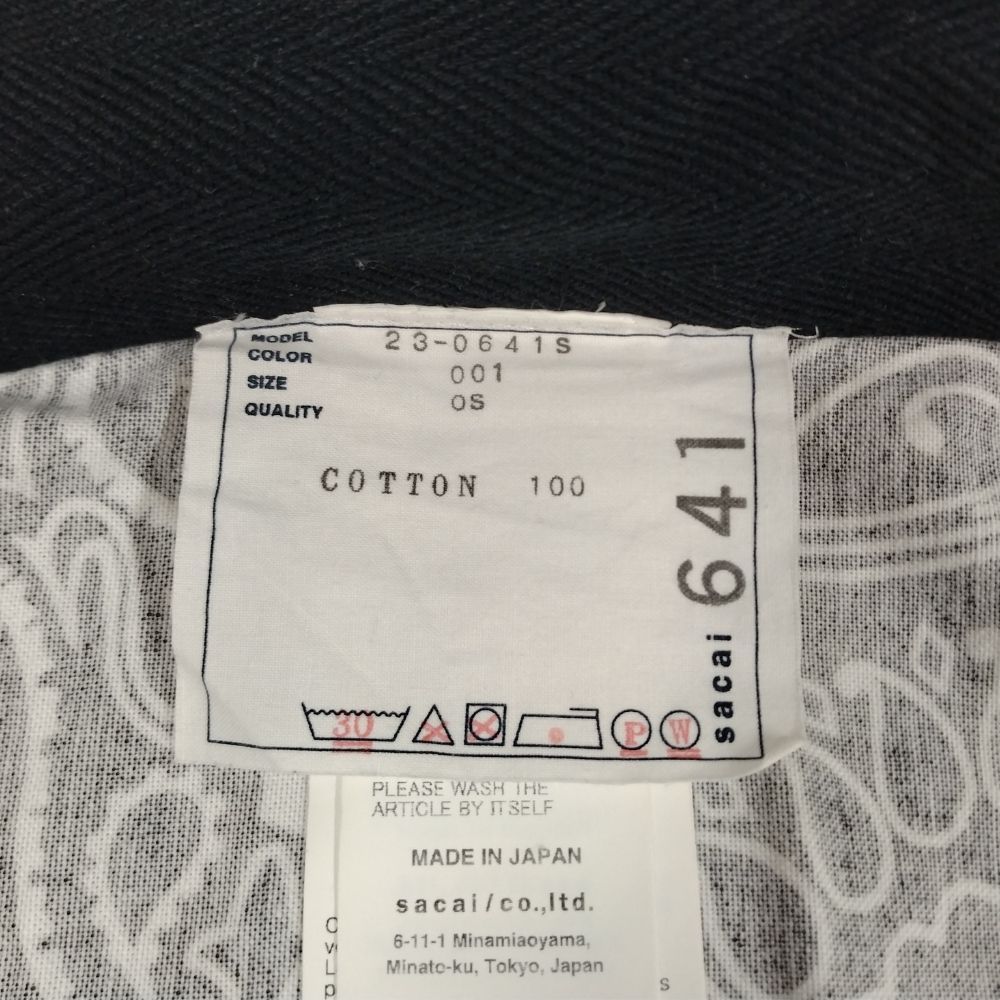 MODEL 23-0641S
COLOR 001
SIZE OS
QUALITY
COTTON 100
sacai 641
30
P
W
PLEASE WASH THE
ARTICLE BY ITSELF
MADE IN JAPAN
sacai/co.,ltd.
6-11-1 Minamiaoyama,
Minato-ku, Tokyo, Japan
s